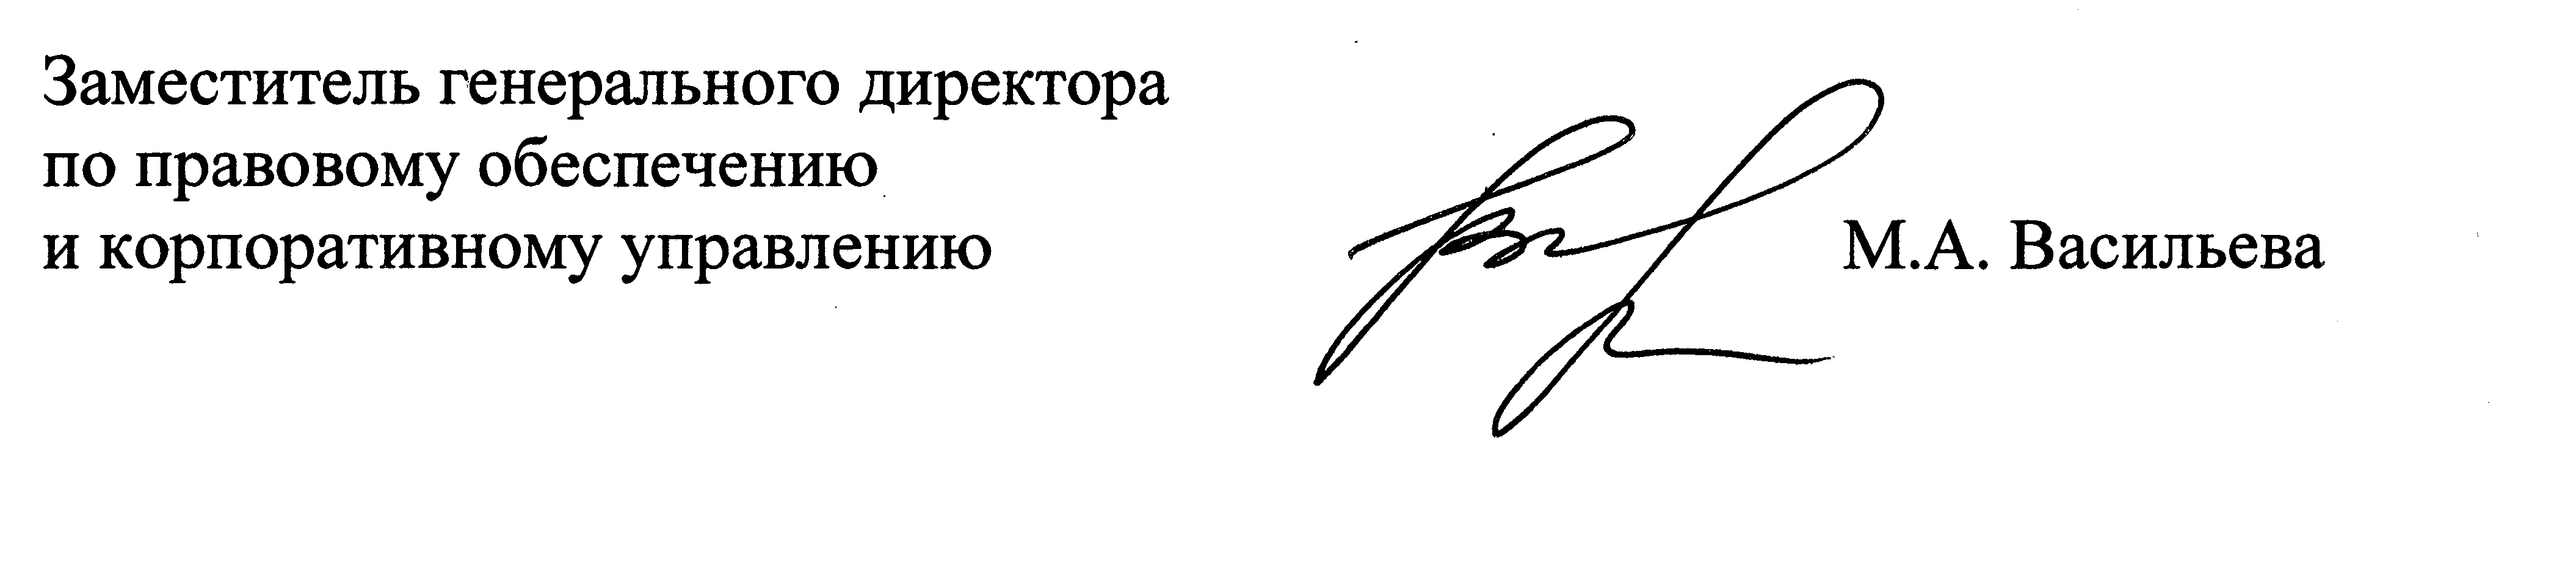 Заместитель генерального директора
по правовому обеспечению
и корпоративному управлению М.А. Васильева